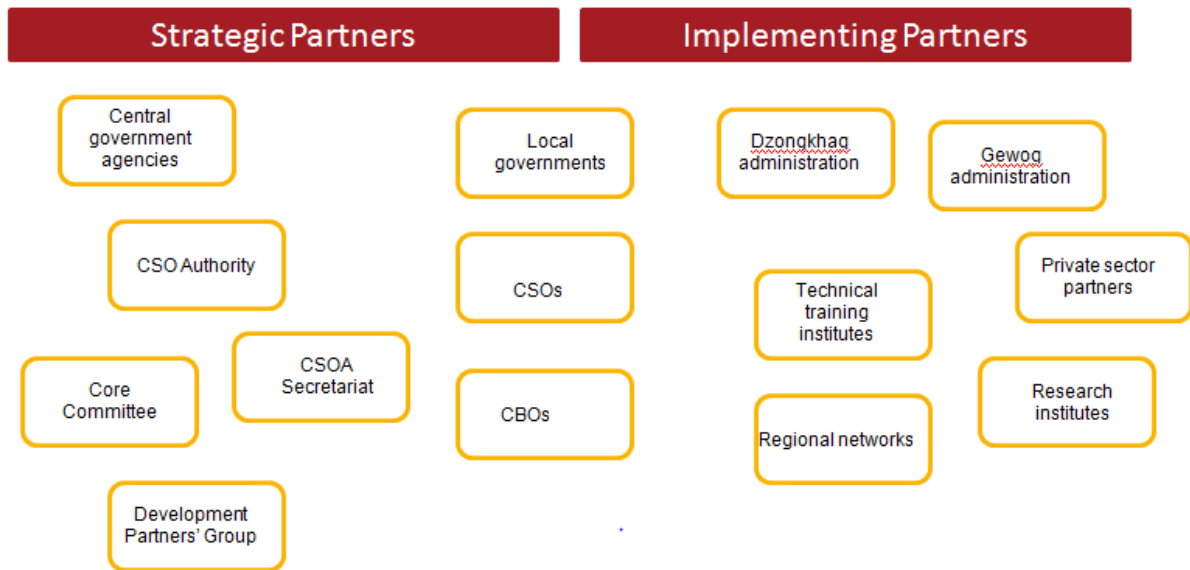 Strategic Partners
Implementing Partners
Central
government
agencies
Local
governments
Dzongkhag
administration
Gewog
administration
CSO Authority
CSOs
Technical
training
institutes
Private sector
partners
Core
Committee
CSOA
Secretariat
CBOs
Regional networks
Research
institutes
Development
Partners’ Group